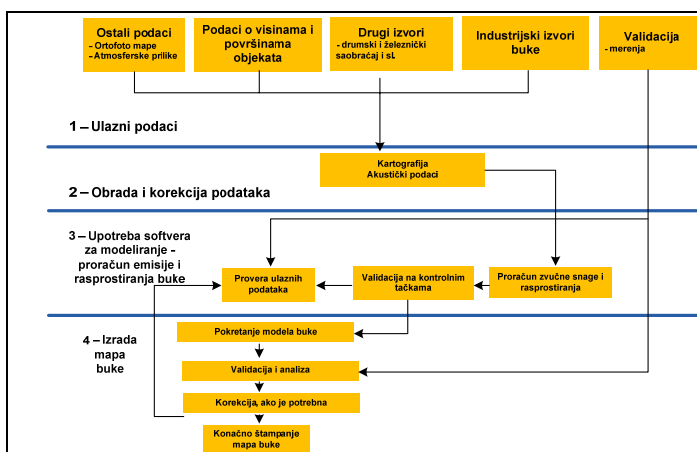 Ostali podaci
– Ortofoto mape
– Atmosferske prilike
Podaci o visinama i
površinama
objekata
Drugi izvori
- drumski i železnički
saobraćaj i sl.
Industrijski izvori
buke
Validacija
- merenja
1 – Ulazni podaci
Kartografija
Akustički podaci
2 – Obrada i korekcija podataka
3 – Upotreba softvera
za modeliranje -
proračun emisije i
rasprostiranja buke
Provera ulaznih
podataka
Validacija na kontrolnim
tačkama
Proračun zvučne snage i
rasprostiranja
4 – Izrada
mapa
buke
Pokretanje modela buke
Validacija i analiza
Korekcija, ako je potrebna
Konačno štampanje
mapa buke